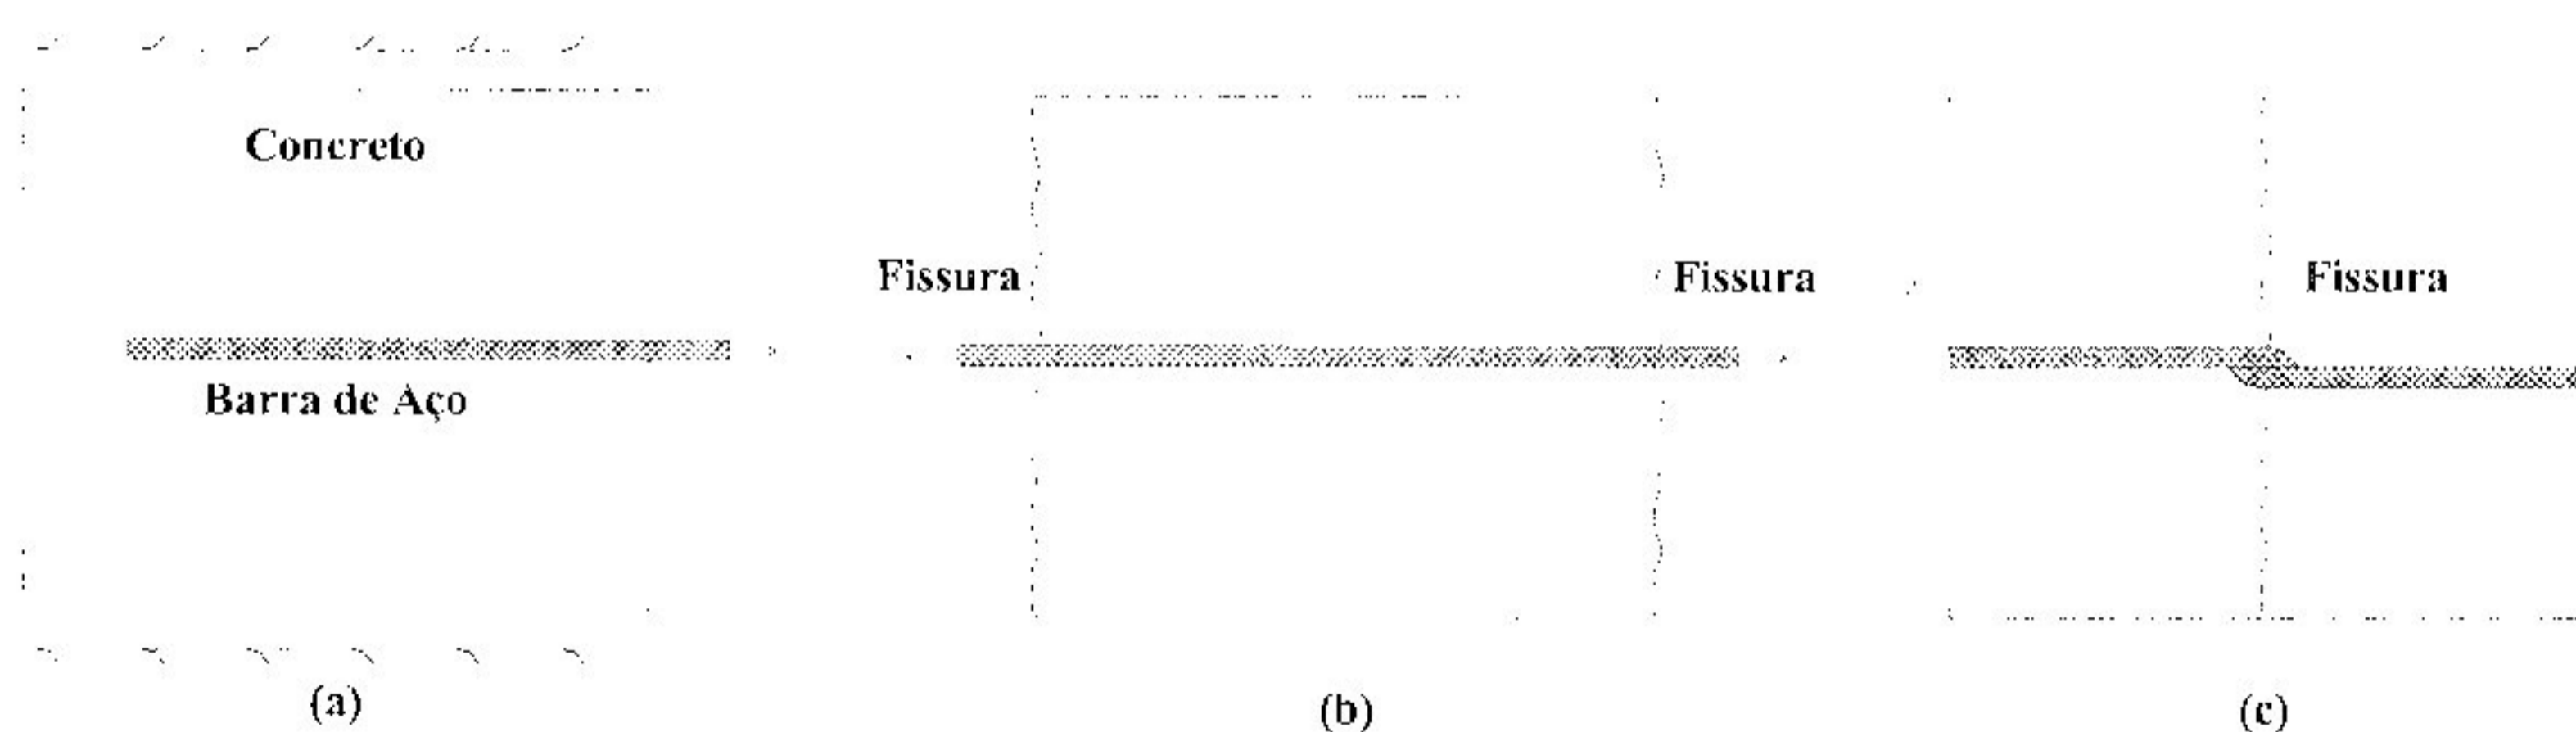 Concreto
Fissura
Fissura
Fissura
Barra de Aço
(a)
(b)
(c)